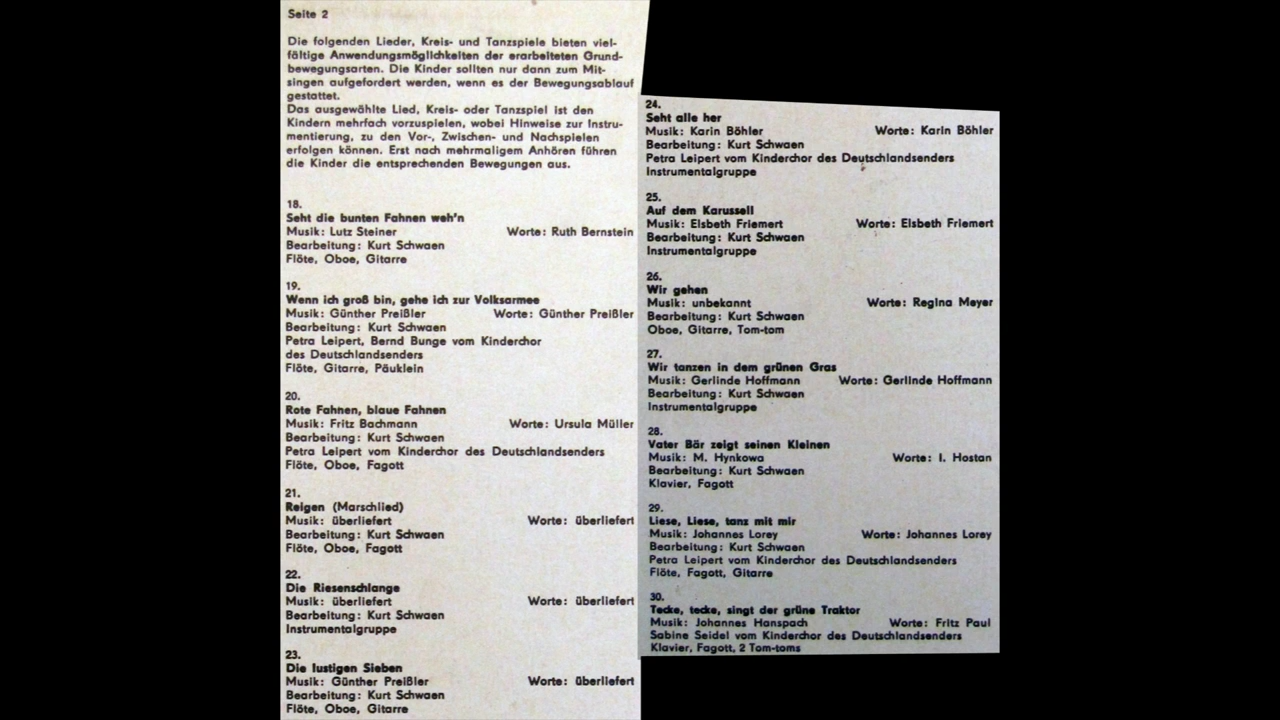 Seite 2
Die folgenden Lieder, Kreis- und Tanzspiele bieten viel-
fältige Anwendungsmöglichkeiten der erarbeiteten Grund-
bewegungsarten. Die Kinder sollten nur dann zum Mit-
singen aufgefordert werden, wenn es der Bewegungsablauf
gestattet.
Das ausgewählte Lied, Kreis- oder Tanzspiel ist den
Kindern mehrfach vorzuspielen, wobei Hinweise zur Instru-
mentierung, zu den Vor-, Zwischen- und Nachspielen
erfolgen können. Erst nach mehrmaligem Anhören führen
die Kinder die entsprechenden Bewegungen aus.
18.
Seht die bunten Fahnen weh'n
Musik: Lutz Steiner Worte: Ruth Bernstein
Bearbeitung: Kurt Schwaen
Flöte, Oboe, Gitarre
19.
Wenn ich groß bin, gehe ich zur Volksarmee
Musik: Günther Preißler Worte: Günther Preißler
Bearbeitung: Kurt Schwaen
Petra Leipert, Bernd Bunge vom Kinderchor
des Deutschlandsenders
Flöte, Gitarre, Päuklein
20.
Rote Fahnen, blaue Fahnen
Musik: Fritz Bachmann Worte: Ursula Müller
Bearbeitung: Kurt Schwaen
Petra Leipert vom Kinderchor des Deutschlandsenders
Flöte, Oboe, Fagott
21.
Reigen (Marschlied)
Musik: überliefert Worte: überliefert
Bearbeitung: Kurt Schwaen
Flöte, Oboe, Fagott
22.
Die Riesenschlange
Musik: überliefert Worte: überliefert
Bearbeitung: Kurt Schwaen
Instrumentalgruppe
23.
Die lustigen Sieben
Musik: Günther Preißler Worte: überliefert
Bearbeitung: Kurt Schwaen
Flöte, Oboe, Gitarre
24.
Seht alle her
Musik: Karin Böhler Worte: Karin Böhler
Bearbeitung: Kurt Schwaen
Petra Leipert vom Kinderchor des Deutschlandsenders
Instrumentalgruppe
25.
Auf dem Karussell
Musik: Elsbeth Friemert Worte: Elsbeth Friemert
Bearbeitung: Kurt Schwaen
Instrumentalgruppe
26.
Wir gehen
Musik: unbekannt Worte: Regina Meyer
Bearbeitung: Kurt Schwaen
Oboe, Gitarre, Tom-tom
27.
Wir tanzen in dem grünen Gras
Musik: Gerlinde Hoffmann Worte: Gerlinde Hoffmann
Bearbeitung: Kurt Schwaen
Instrumentalgruppe
28.
Vater Bär zeigt seinen Kleinen
Musik: M. Hynkowa Worte: I. Hostan
Bearbeitung: Kurt Schwaen
Klavier, Fagott
29.
Liese, Liese, tanz mit mir
Musik: Johannes Lorey Worte: Johannes Lorey
Bearbeitung: Kurt Schwaen
Petra Leipert vom Kinderchor des Deutschlandsenders
Flöte, Fagott, Gitarre
30.
Tecke, tecke, singt der grüne Traktor
Musik: Johannes Hanspach Worte: Fritz Paul
Sabine Seidel vom Kinderchor des Deutschlandsenders
Klavier, Fagott, 2 Tom-toms